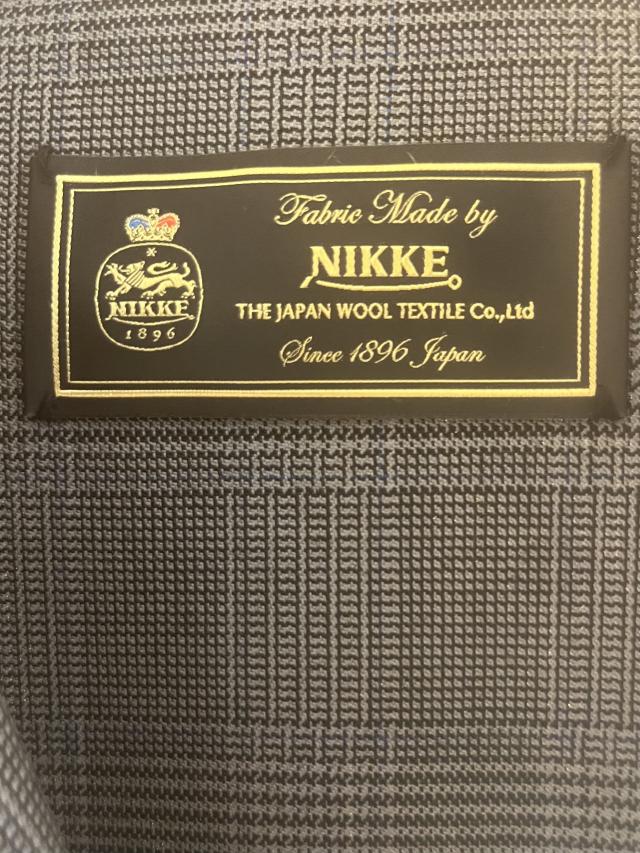 NIKKE
1896
Fabric Made by
NIKKE
THE JAPAN WOOL TEXTILE Co.,Ltd
Since 1896 Japan